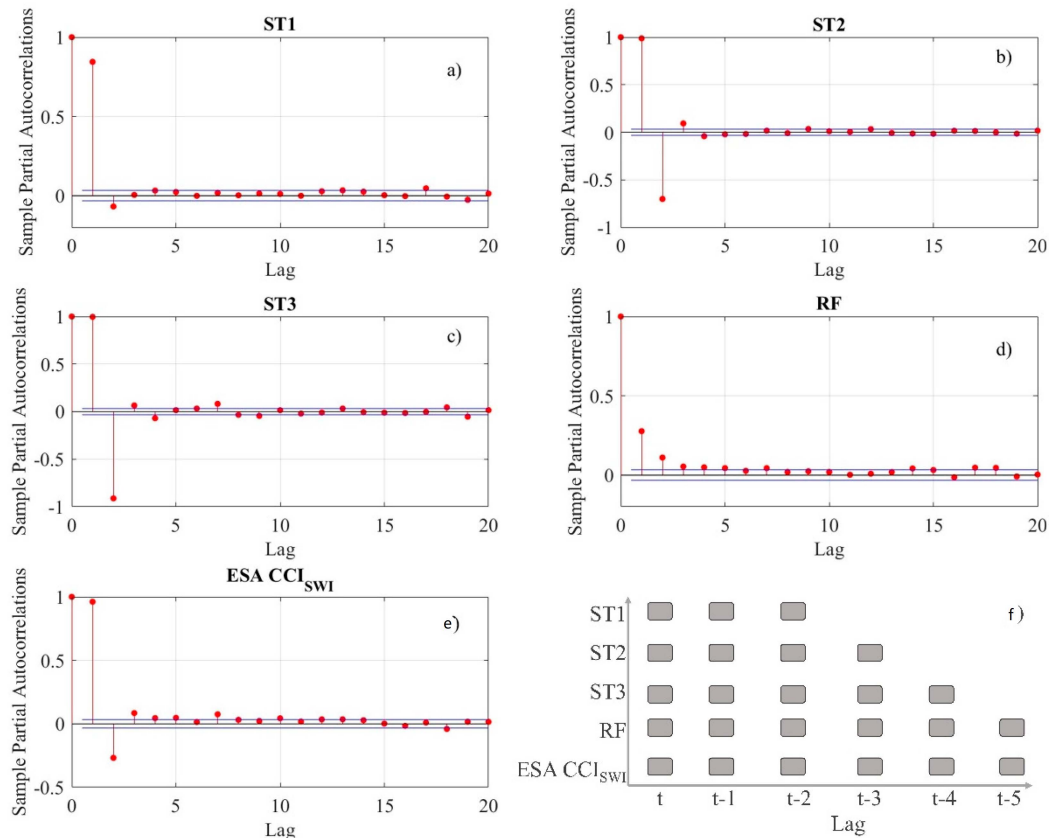 ST1
a)
Sample Partial Autocorrelations
1
0.5
0
0 5 10 15 20
Lag
ST2
b)
Sample Partial Autocorrelations
1
0.5
0
-0.5
-1
0 5 10 15 20
Lag
ST3
c)
Sample Partial Autocorrelations
1
0.5
0
-0.5
-1
0 5 10 15 20
Lag
RF
d)
Sample Partial Autocorrelations
1
0.5
0
0 5 10 15 20
Lag
ESA CCI_SWI
e)
Sample Partial Autocorrelations
1
0.5
0
-0.5
0 5 10 15 20
Lag
f)
ST1
ST2
ST3
RF
ESA CCI_SWI
t t-1 t-2 t-3 t-4 t-5
Lag